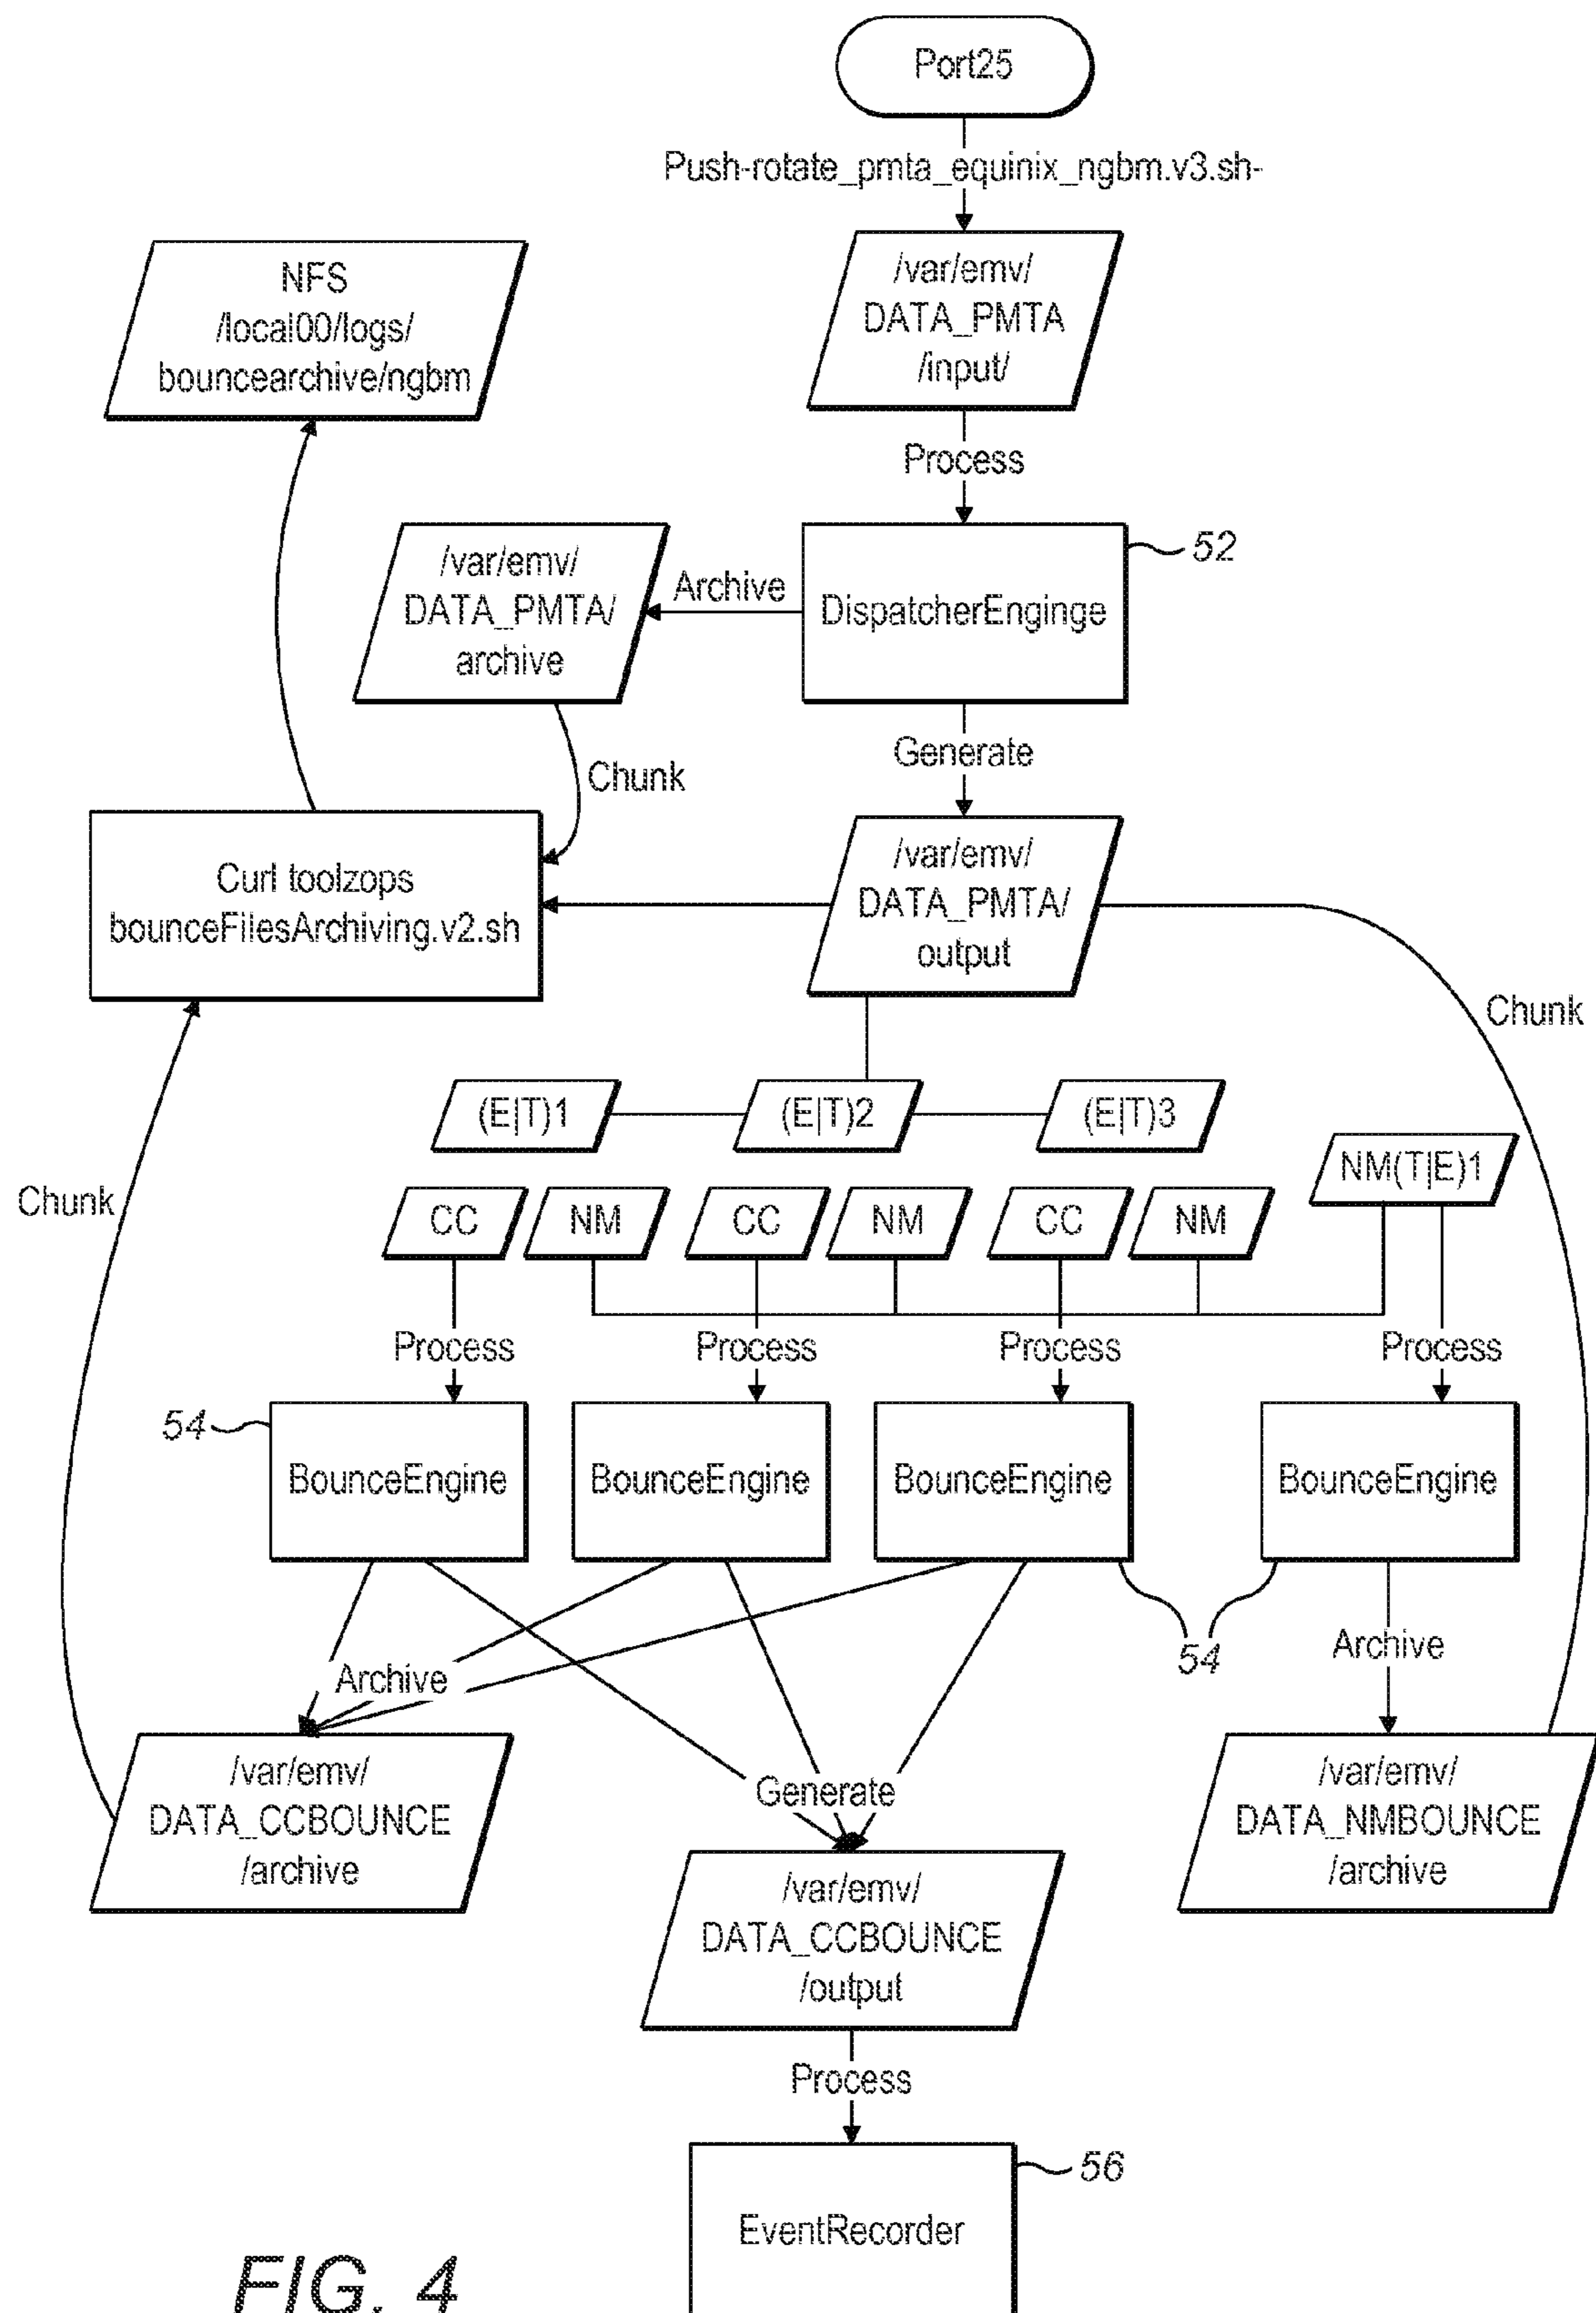 Port25
Push-rotate_pmta_equinix_ngbm.v3.sh-
/var/emv/
DATA_PMTA
/input/
NFS
/local00/logs/
bouncearchive/ngbm
Process
52
/var/emv/
DATA_PMTA/
archive
Archive
DispatcherEnginge
Generate
Chunk
Curl toolzops
bounceFilesArchiving.v2.sh
/var/emv/
DATA_PMTA/
output
Chunk
(E|T)1
(E|T)2
(E|T)3
NM(T|E)1
Chunk
CC
NM
CC
NM
CC
NM
Process
Process
Process
Process
54
BounceEngine
BounceEngine
BounceEngine
BounceEngine
54
Archive
Archive
/var/emv/
DATA_CCBOUNCE
/archive
Generate
/var/emv/
DATA_NMBOUNCE
/archive
/var/emv/
DATA_CCBOUNCE
/output
Process
56
EventRecorder
FIG. 4